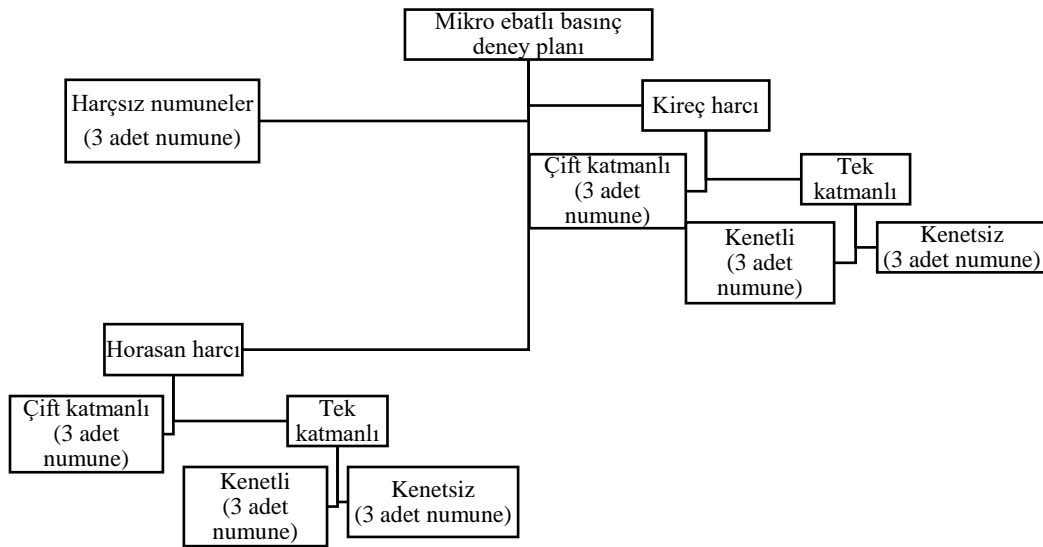 Mikro ebatlı basınç
deney planı
Harçsız numuneler
(3 adet numune)
Kireç harcı
Çift katmanlı
(3 adet
numune)
Tek
katmanlı
Kenetli
(3 adet
numune)
Kenetsiz
(3 adet numune)
Horasan harcı
Çift katmanlı
(3 adet
numune)
Tek
katmanlı
Kenetli
(3 adet
numune)
Kenetsiz
(3 adet numune)